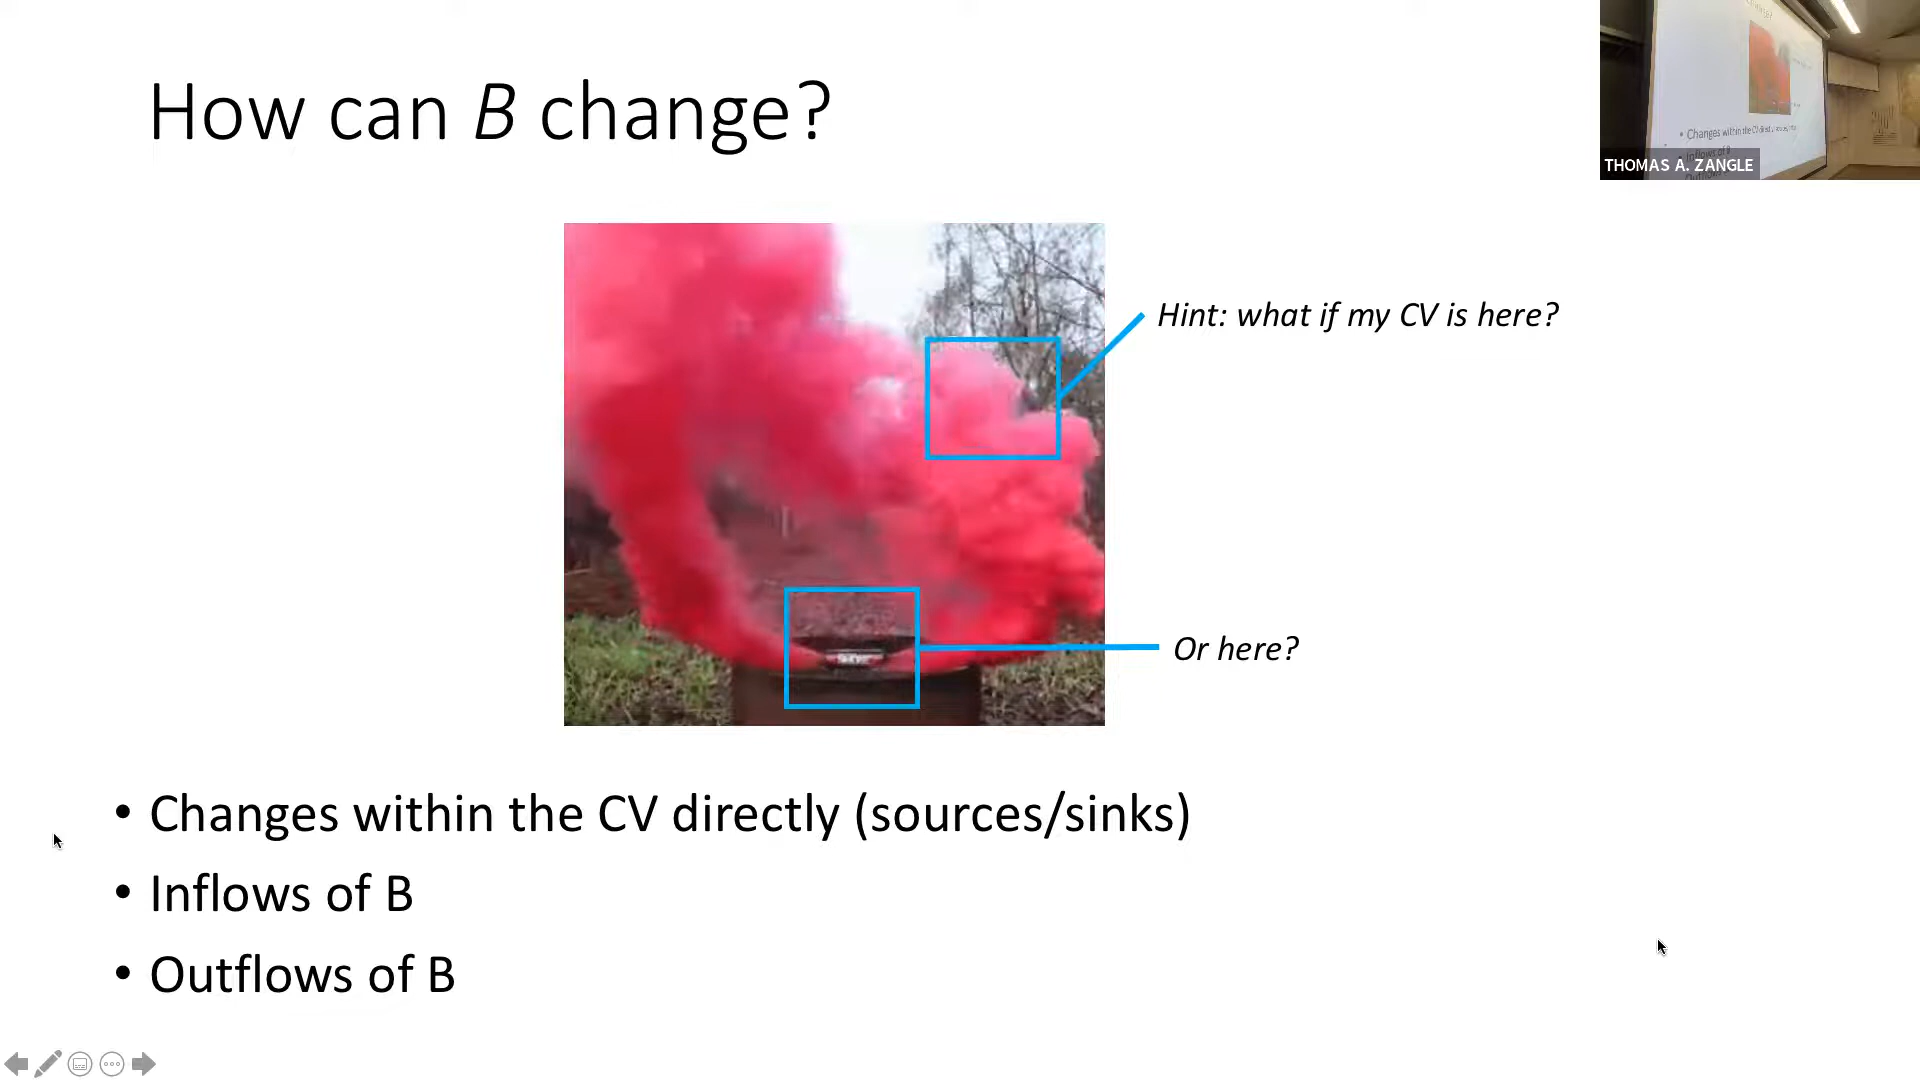 How can B change?
THOMAS A. ZANGLE
Hint: what if my CV is here?
Or here?
• Changes within the CV directly (sources/sinks)
• Inflows of B
• Outflows of B